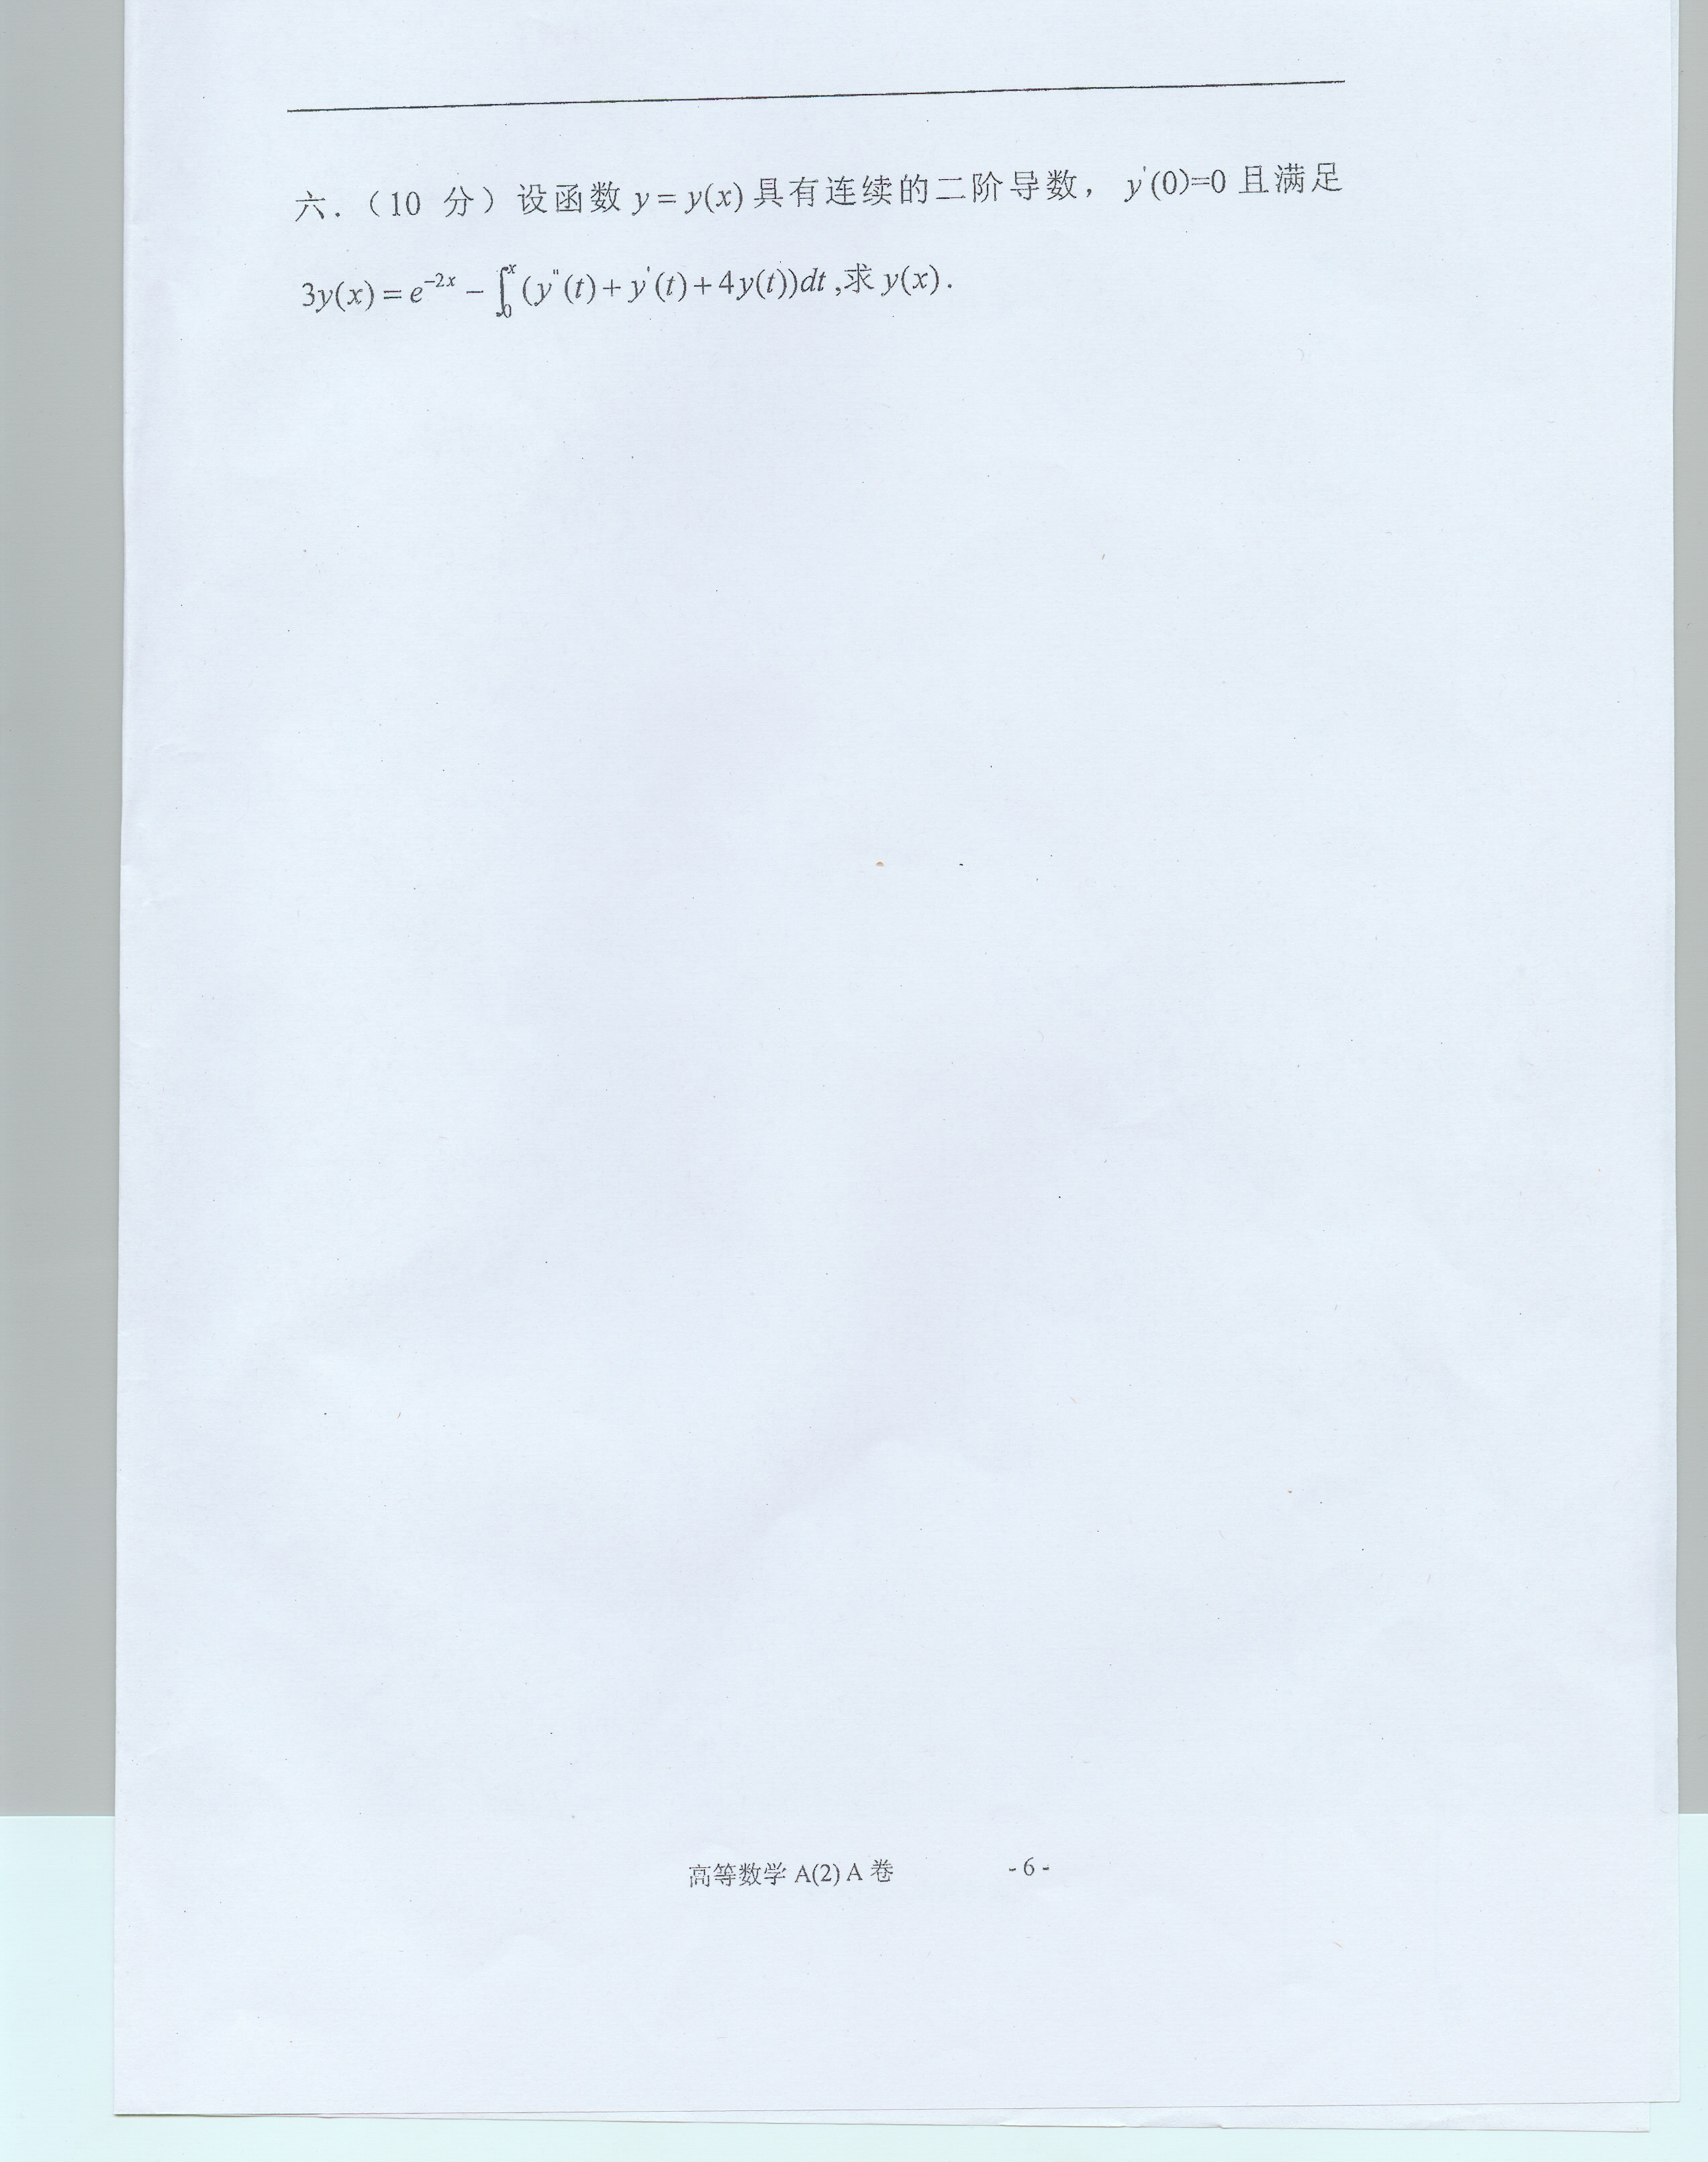 六.（10 分）设函数 y = y(x) 具有连续的二阶导数， y'(0)=0 且满足
3y(x) = e^{-2x} - ∫_0^x (y''(t) + y'(t) + 4y(t))dt ,求 y(x) .
高等数学 A(2) A 卷 - 6 -